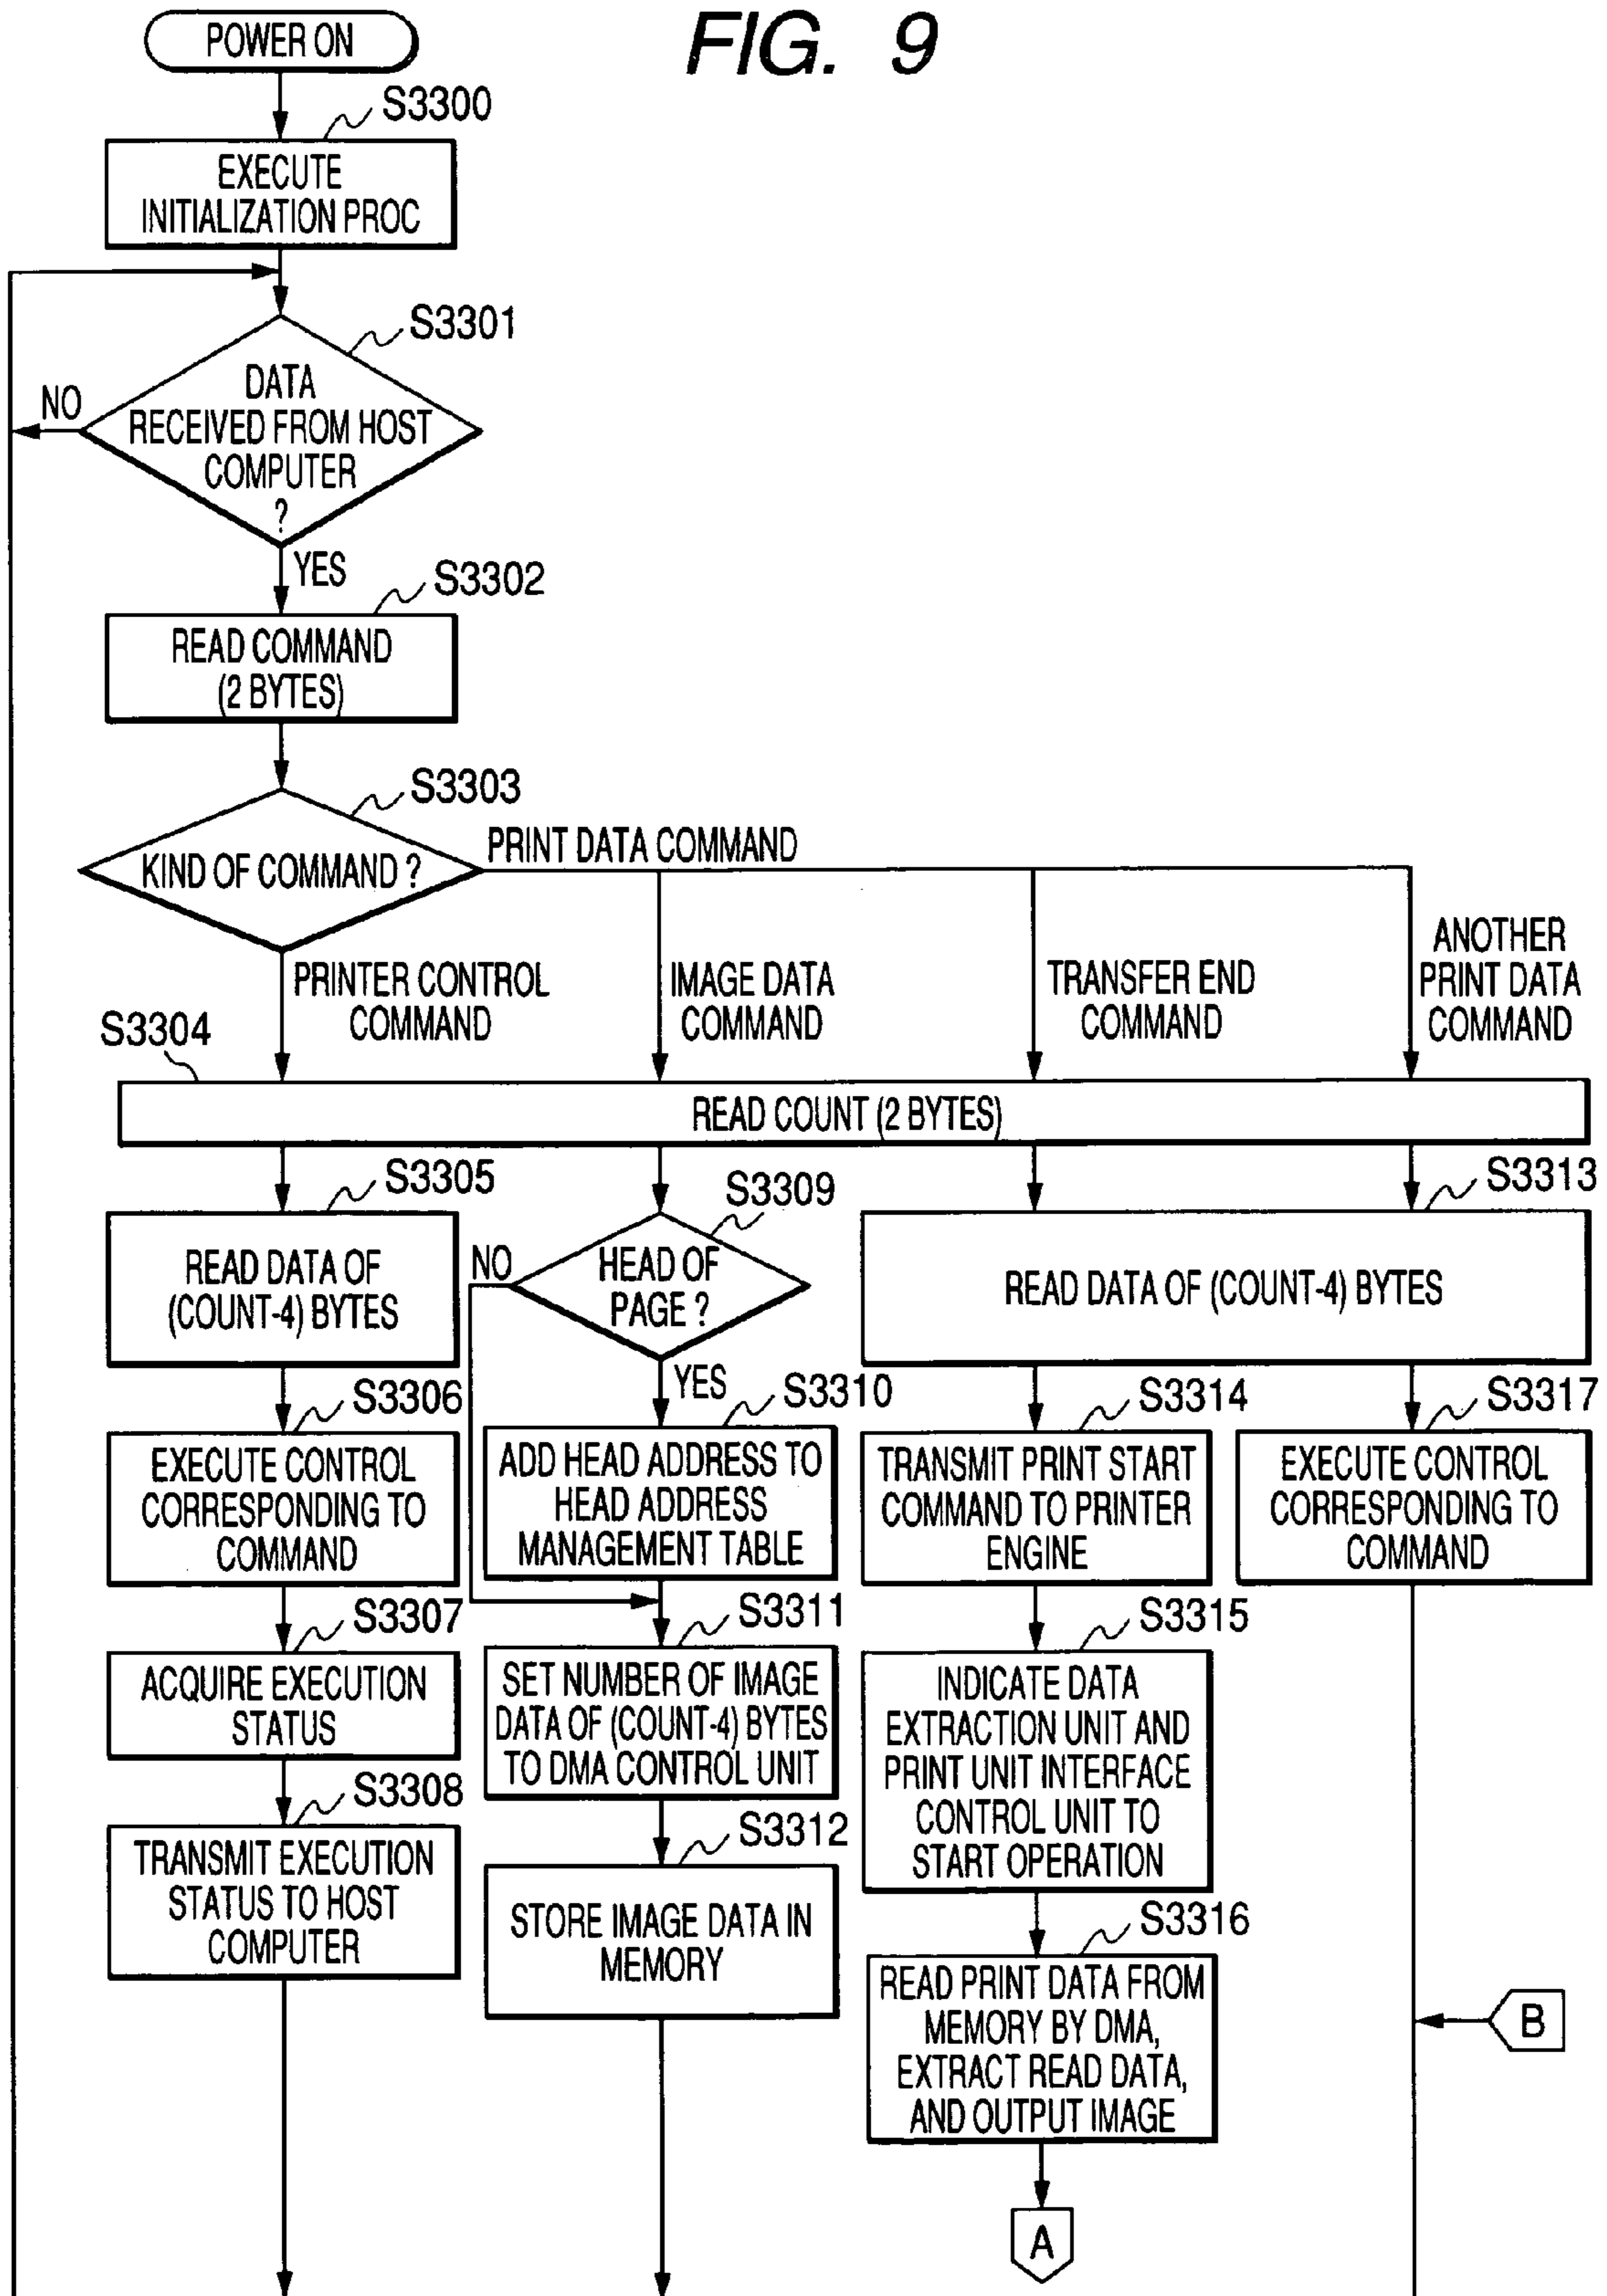 FIG. 9
POWER ON
S3300
EXECUTE
INITIALIZATION PROC
S3301
DATA
RECEIVED FROM HOST
COMPUTER
?
NO
YES
S3302
READ COMMAND
(2 BYTES)
S3303
KIND OF COMMAND ?
PRINT DATA COMMAND
PRINTER CONTROL
COMMAND
IMAGE DATA
COMMAND
TRANSFER END
COMMAND
ANOTHER
PRINT DATA
COMMAND
S3304
READ COUNT (2 BYTES)
S3305
READ DATA OF
(COUNT-4) BYTES
S3306
EXECUTE CONTROL
CORRESPONDING TO
COMMAND
S3307
ACQUIRE EXECUTION
STATUS
S3308
TRANSMIT EXECUTION
STATUS TO HOST
COMPUTER
S3309
HEAD OF
PAGE ?
NO
YES
S3310
ADD HEAD ADDRESS TO
HEAD ADDRESS
MANAGEMENT TABLE
S3311
SET NUMBER OF IMAGE
DATA OF (COUNT-4) BYTES
TO DMA CONTROL UNIT
S3312
STORE IMAGE DATA IN
MEMORY
S3313
READ DATA OF (COUNT-4) BYTES
S3314
TRANSMIT PRINT START
COMMAND TO PRINTER
ENGINE
S3315
INDICATE DATA
EXTRACTION UNIT AND
PRINT UNIT INTERFACE
CONTROL UNIT TO
START OPERATION
S3316
READ PRINT DATA FROM
MEMORY BY DMA,
EXTRACT READ DATA,
AND OUTPUT IMAGE
A
S3317
EXECUTE CONTROL
CORRESPONDING TO
COMMAND
B